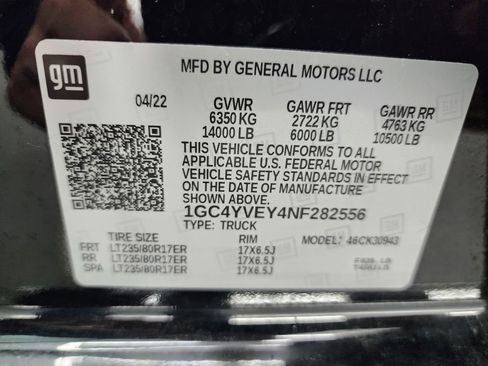 gm
MFD BY GENERAL MOTORS LLC
04/22 GVWR GAWR FRT GAWR RR
6350 KG 2722 KG 4763 KG
14000 LB 6000 LB 10500 LB
THIS VEHICLE CONFORMS TO ALL
APPLICABLE U.S. FEDERAL MOTOR
VEHICLE SAFETY STANDARDS IN EFFECT
ON THE DATE OF MANUFACTURE
SHOWN ABOVE
1GC4YVEY4NF282556
TYPE: TRUCK
TIRE SIZE RIM MODEL: 46CK30943
FRT LT235/80R17ER 17X6.5J
RR LT235/80R17ER 17X6.5J
SPA LT235/80R17ER 17X6.5J